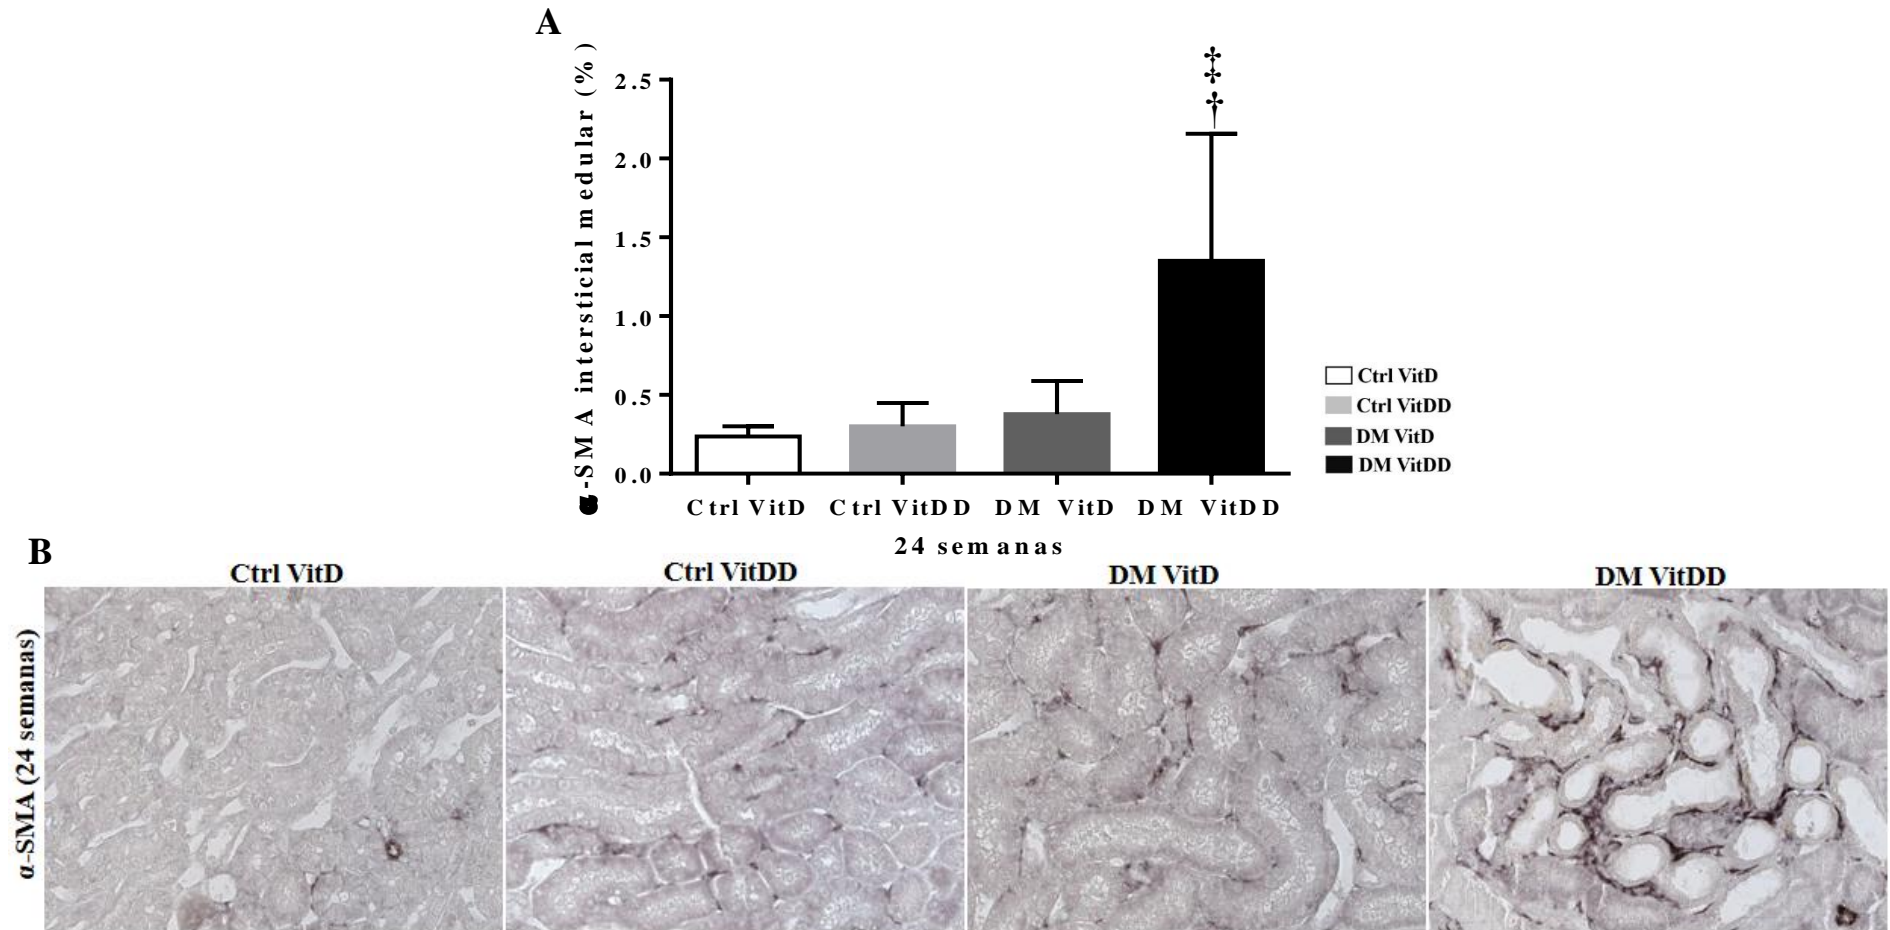 A
α-SMA intersticial medular (%)
2.5
2.0
1.5
1.0
0.5
0.0
‡
‡
†
Ctrl VitD Ctrl VitDD DM VitD DM VitDD
24 semanas
Ctrl VitD
Ctrl VitDD
DM VitD
DM VitDD
B
Ctrl VitD Ctrl VitDD DM VitD DM VitDD
α-SMA (24 semanas)